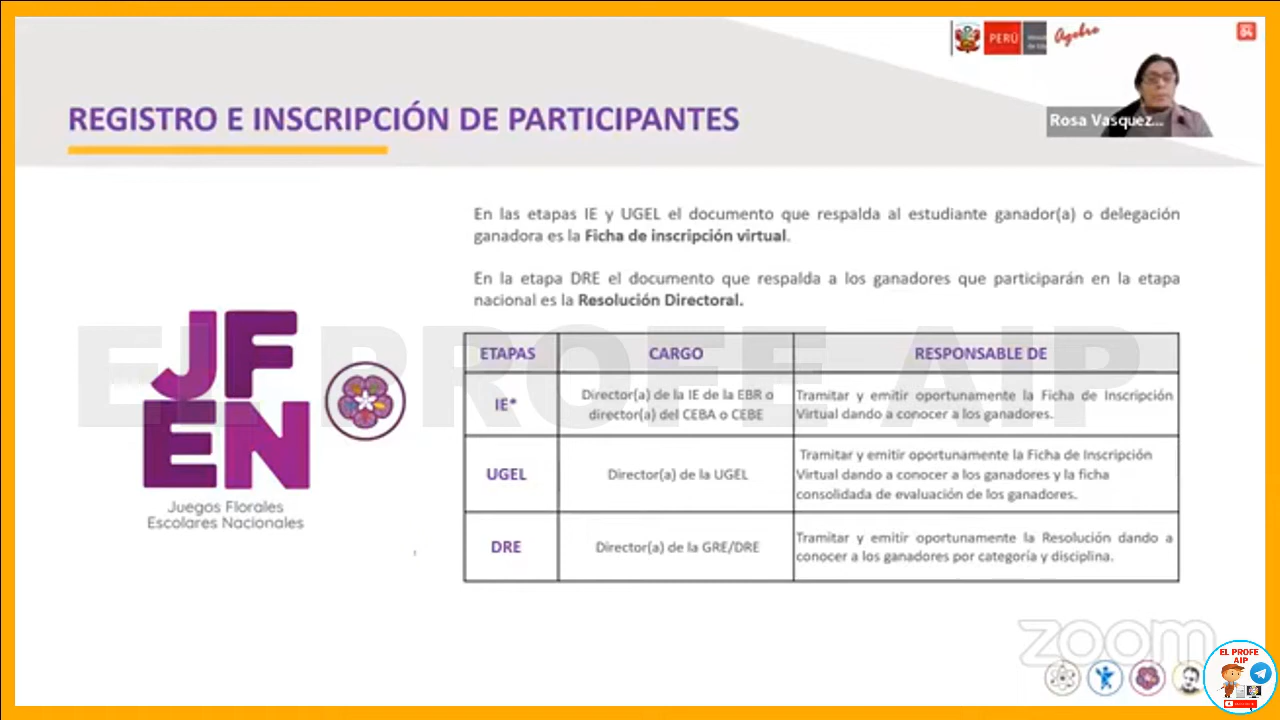 PERÚ
REGISTRO E INSCRIPCIÓN DE PARTICIPANTES
Rosa Vasquez...
En las etapas IE y UGEL el documento que respalda al estudiante ganador(a) o delegación
ganadora es la Ficha de inscripción virtual.
En la etapa DRE el documento que respalda a los ganadores que participarán en la etapa
nacional es la Resolución Directoral.
EL PROFE AIP
JF
EN
Juegos Florales
Escolares Nacionales
ETAPAS CARGO RESPONSABLE DE
IE*
Director(a) de la IE de la EBR o
director(a) del CEBA o CEBE
Tramitar y emitir oportunamente la Ficha de Inscripción
Virtual dando a conocer a los ganadores.
UGEL
Director(a) de la UGEL
Tramitar y emitir oportunamente la Ficha de Inscripción
Virtual dando a conocer a los ganadores y la ficha
consolidada de evaluación de los ganadores.
DRE
Director(a) de la GRE/DRE
Tramitar y emitir oportunamente la Resolución dando a
conocer a los ganadores por categoría y disciplina.
zoom
EL PROFE
AIP